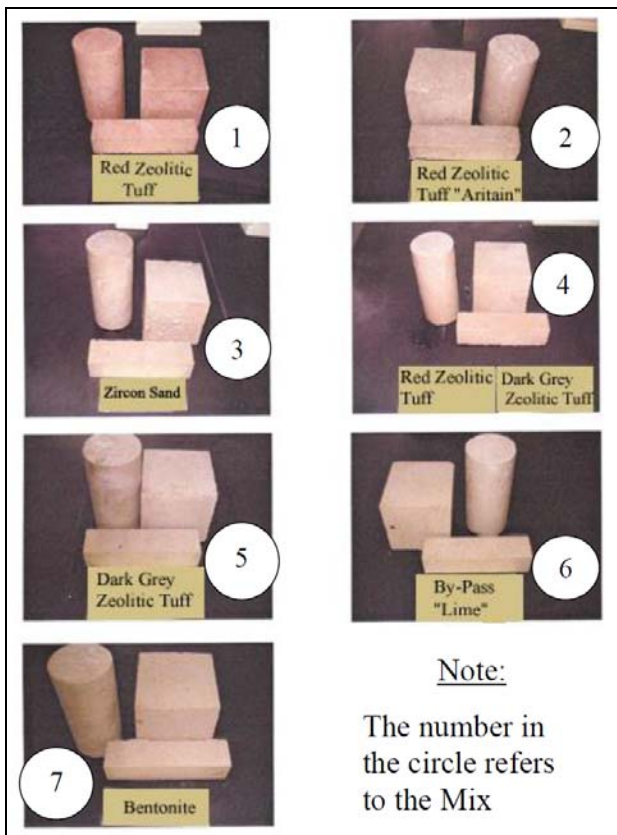 1
Red Zeolitic
Tuff
2
Red Zeolitic
Tuff "Aritain"
3
Zircon Sand
4
Red Zeolitic
Tuff
Dark Grey
Zeolitic Tuff
5
Dark Grey
Zeolitic Tuff
6
By-Pass
"Lime"
7
Bentonite
Note:
The number in
the circle refers
to the Mix